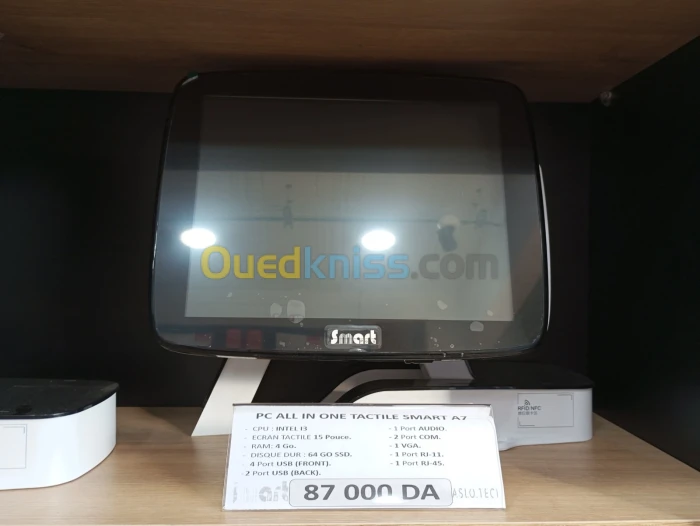 Ouedkniss.com
Smart
RFID NFC
PC ALL IN ONE TACTILE SMART A7
- CPU : INTEL I3
- ECRAN TACTILE 15 Pouce.
- RAM: 4 Go.
- DISQUE DUR : 64 GO SSD.
- 4 Port USB (FRONT).
- 2 Port USB (BACK).
- 1 Port AUDIO.
- 2 Port COM.
- 1 VGA.
- 1 Port RJ-11.
- 1 Port RJ-45.
87 000 DA